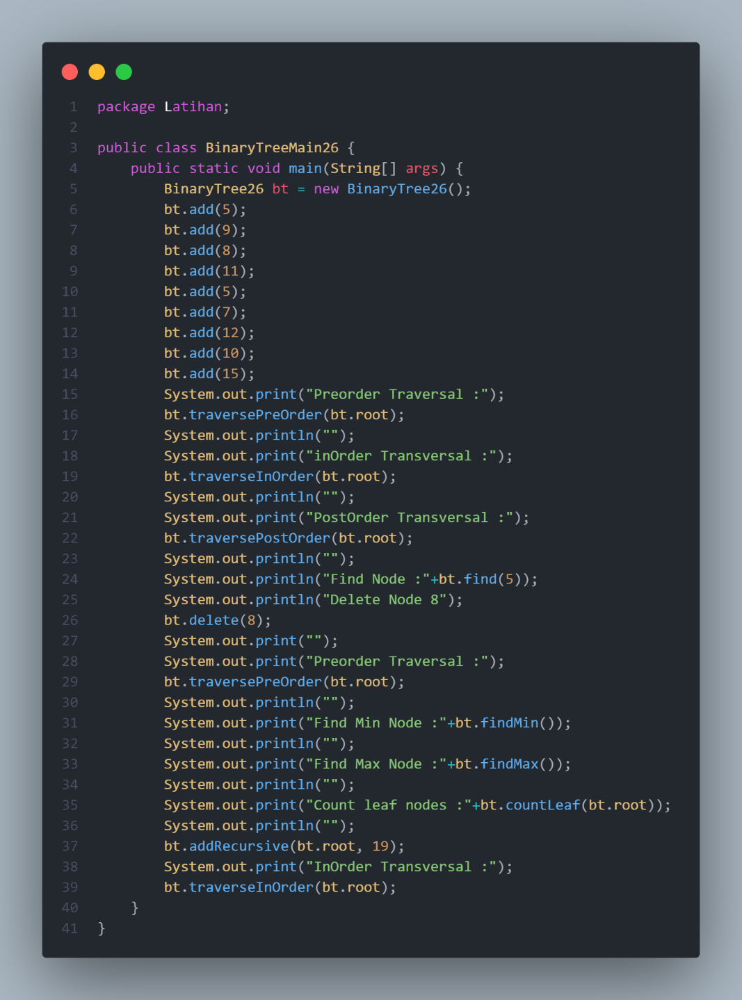 1 package Latihan;
2
3 public class BinaryTreeMain26 {
4     public static void main(String[] args) {
5         BinaryTree26 bt = new BinaryTree26();
6         bt.add(5);
7         bt.add(9);
8         bt.add(8);
9         bt.add(11);
10         bt.add(5);
11         bt.add(7);
12         bt.add(12);
13         bt.add(10);
14         bt.add(15);
15         System.out.print("Preorder Traversal :");
16         bt.traversePreOrder(bt.root);
17         System.out.println("");
18         System.out.print("inOrder Transversal :");
19         bt.traverseInOrder(bt.root);
20         System.out.println("");
21         System.out.print("PostOrder Transversal :");
22         bt.traversePostOrder(bt.root);
23         System.out.println("");
24         System.out.println("Find Node :"+bt.find(5));
25         System.out.println("Delete Node 8");
26         bt.delete(8);
27         System.out.print("");
28         System.out.print("Preorder Traversal :");
29         bt.traversePreOrder(bt.root);
30         System.out.println("");
31         System.out.print("Find Min Node :"+bt.findMin());
32         System.out.println("");
33         System.out.print("Find Max Node :"+bt.findMax());
34         System.out.println("");
35         System.out.print("Count leaf nodes :"+bt.countLeaf(bt.root));
36         System.out.println("");
37         bt.addRecursive(bt.root, 19);
38         System.out.print("InOrder Transversal :");
39         bt.traverseInOrder(bt.root);
40     }
41 }